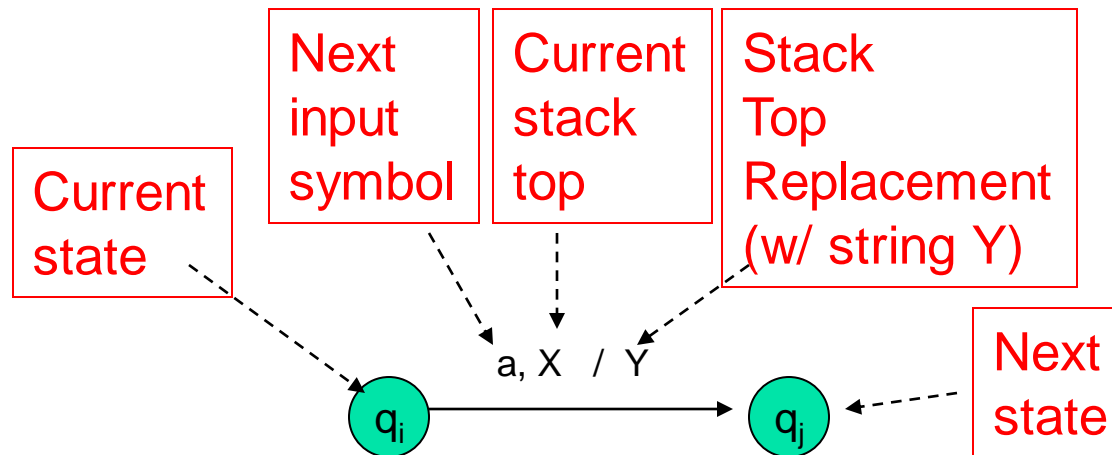 Next
input
symbol
Current
stack
top
Stack
Top
Replacement
(w/ string Y)
Current
state
a, X / Y
Next
state
qi
qj